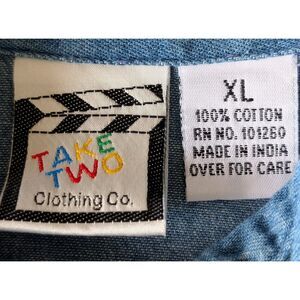 TAKE
TWO
Clothing Co.
XL
100% COTTON
RN NO. 101260
MADE IN INDIA
OVER FOR CARE